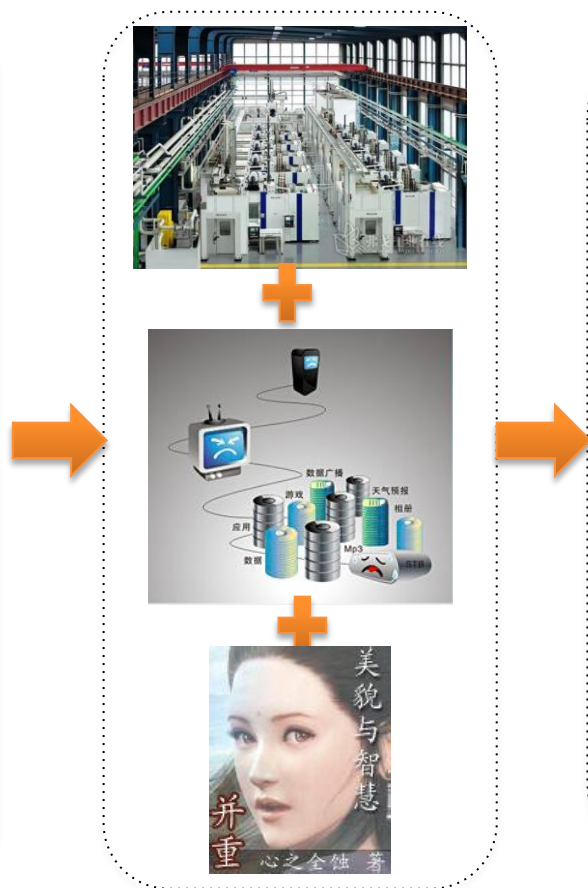 数据广播
天气预报
游戏
相册
应用
Mp3
数据
STB
美貌与智慧
并重
心之全蚀 著